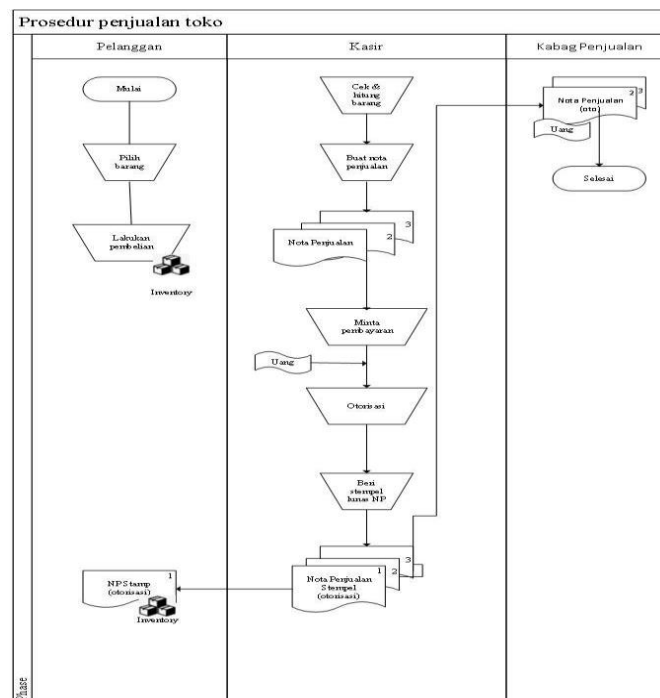 Prosedur penjualan toko
Pelanggan
Kasir
Kabag Penjualan
Mulai
Pilih
barang
Lakukan
pembelian
Inventory
Cek &
hitung
barang
Buat nota
penjualan
3
2
Nota Penjualan
Minta
pembayaran
Uang
Otorisasi
Beri
stempel
lunas NP
3
2
1
Nota Penjualan
Stempel
(otorisasi)
1
NP Stamp
(otorisasi)
Inventory
3
2
Nota Penjualan
(oto)
Uang
Selesai
Phase